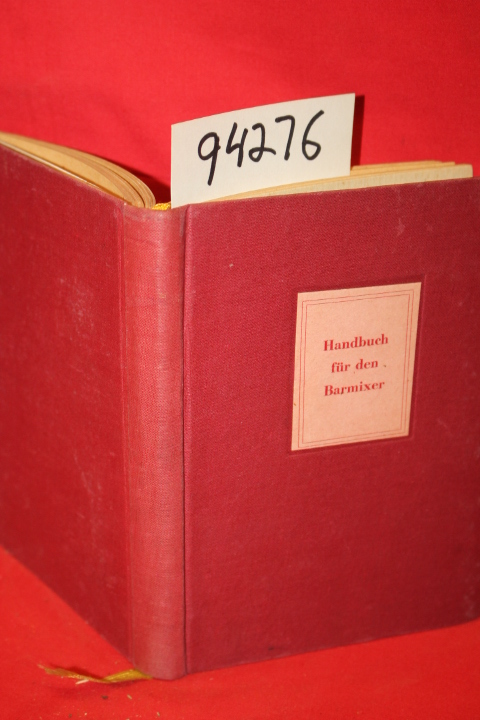 94276
Handbuch
für den
Barmixer